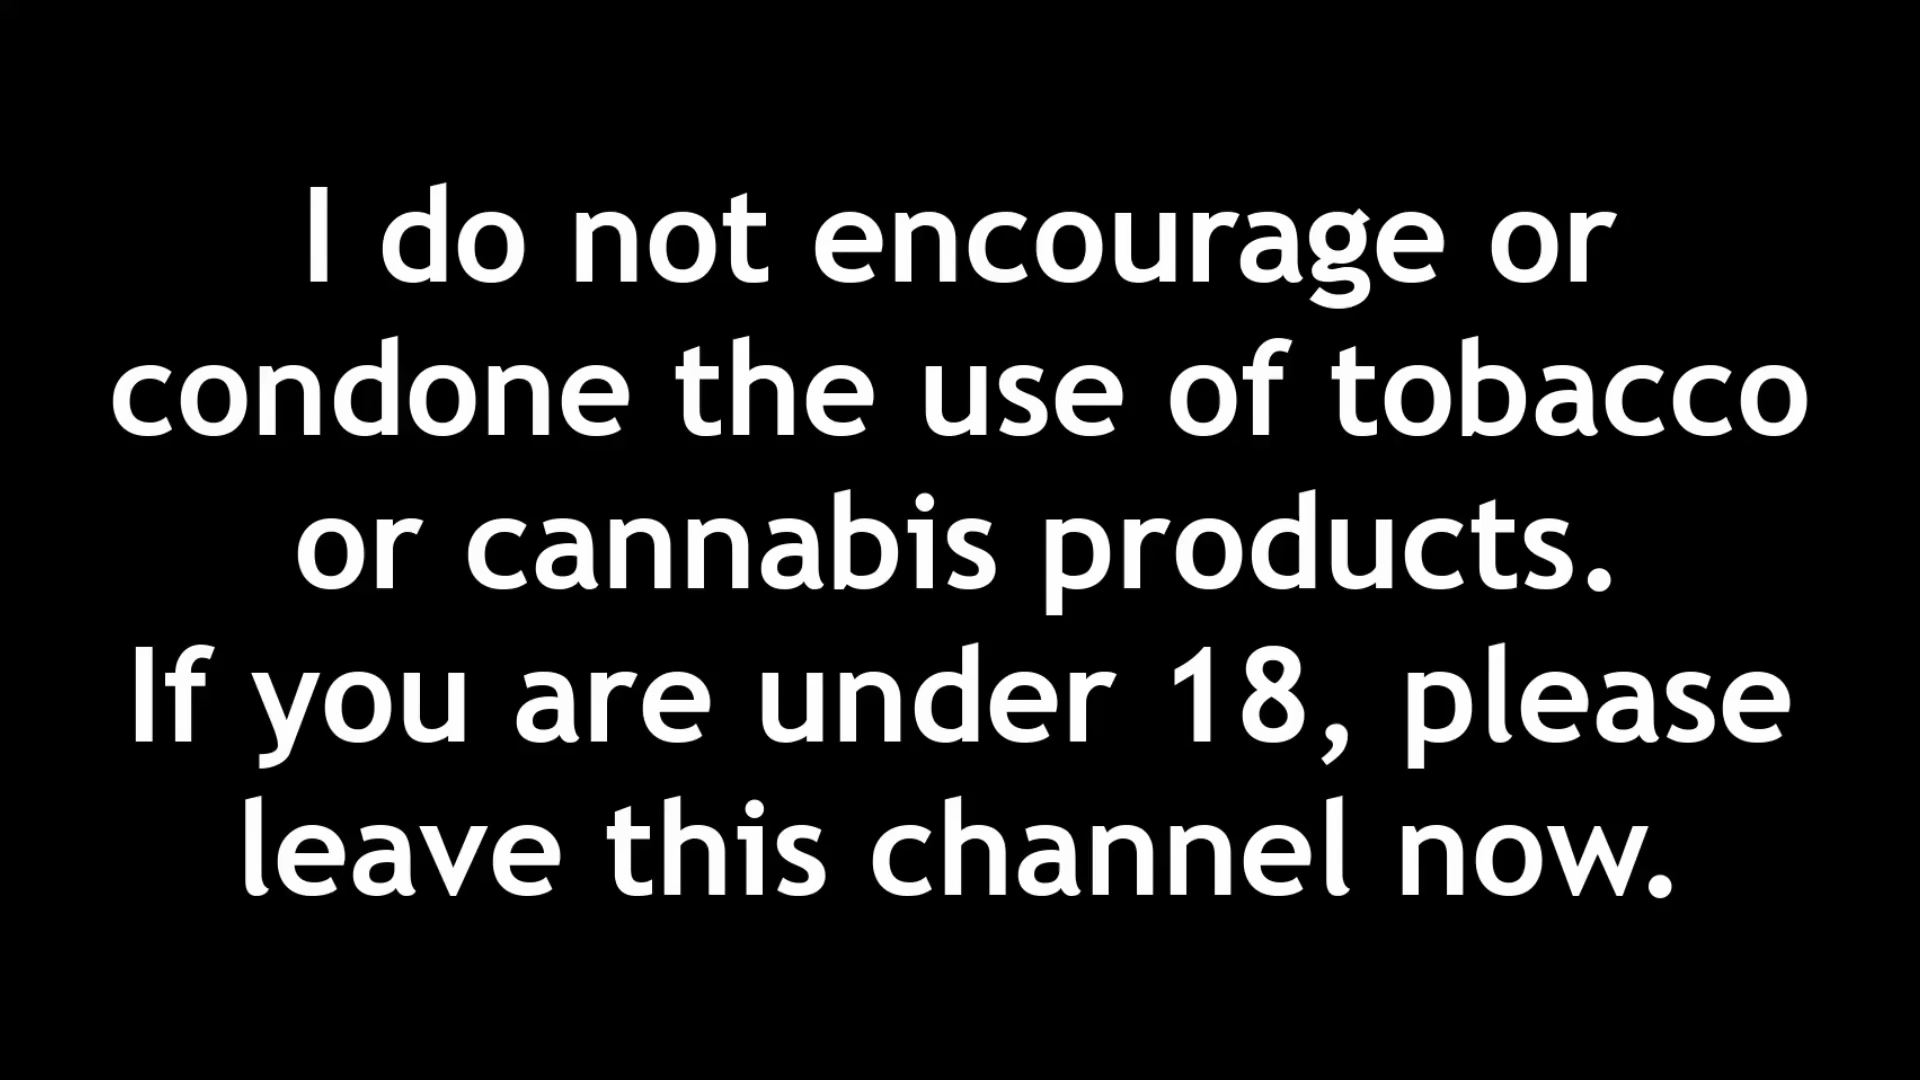 I do not encourage or
condone the use of tobacco
or cannabis products.
If you are under 18, please
leave this channel now.